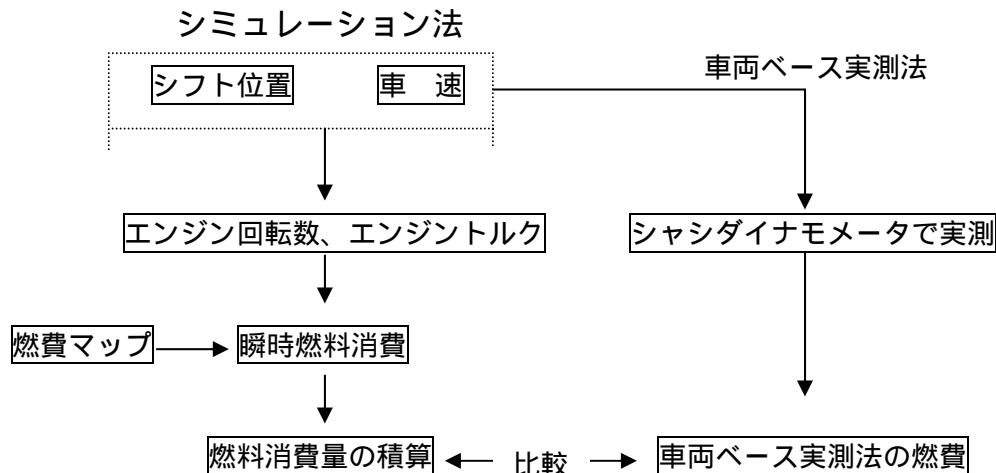 シミュレーション法
車両ベース実測法
シフト位置
車　速
エンジン回転数、エンジントルク
シャシダイナモメータで実測
燃費マップ
瞬時燃料消費
燃料消費量の積算
比較
車両ベース実測法の燃費